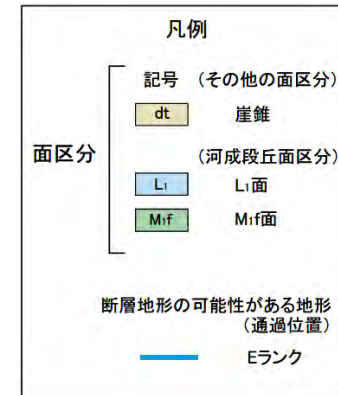 凡例
記号 (その他の面区分)
dt 崖錐
面区分
(河成段丘面区分)
L1 L1面
M1f M1f面
断層地形の可能性がある地形
(通過位置)
Eランク